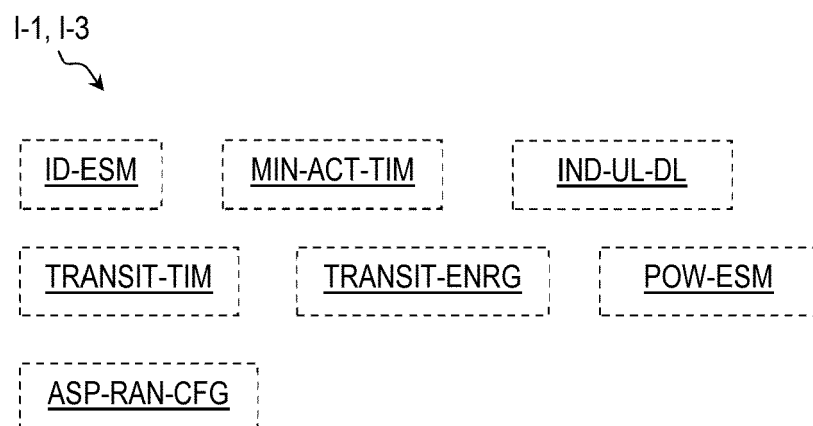 I-1, I-3
ID-ESM MIN-ACT-TIM IND-UL-DL
TRANSIT-TIM TRANSIT-ENRG POW-ESM
ASP-RAN-CFG